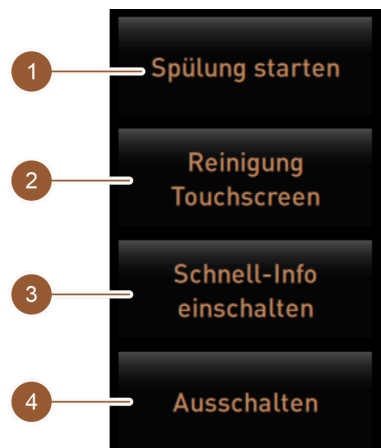 1 Spülung starten
2 Reinigung
Touchscreen
3 Schnell-Info
einschalten
4 Ausschalten